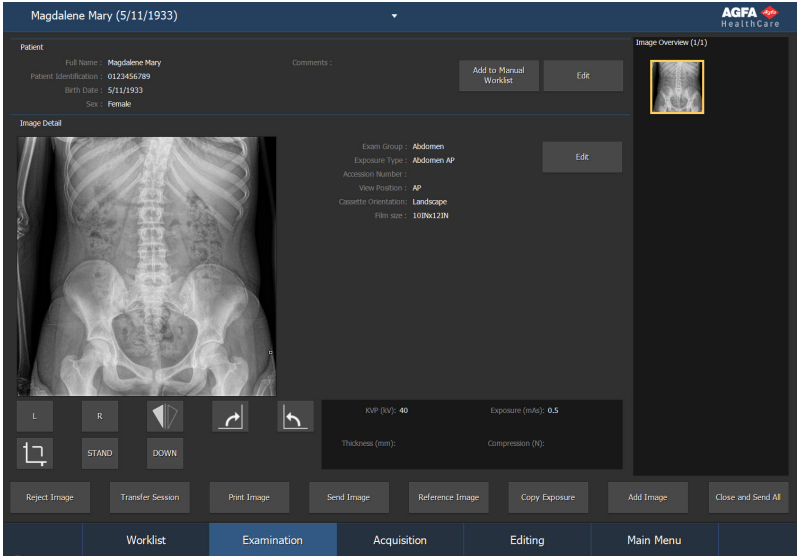 Magdalene Mary (5/11/1933)
AGFA
HealthCare
Patient
Full Name : Magdalene Mary
Patient Identification : 0123456789
Birth Date : 5/11/1933
Sex : Female
Comments :
Add to Manual
Worklist
Edit
Image Overview (1/1)
Image Detail
Exam Group : Abdomen
Exposure Type : Abdomen AP
Accession Number :
View Position : AP
Cassette Orientation: Landscape
Film size : 10INx12IN
Edit
L
R
STAND
DOWN
KVP (kV): 40
Exposure (mAs): 0.5
Thickness (mm):
Compression (N):
Reject Image
Transfer Session
Print Image
Send Image
Reference Image
Copy Exposure
Add Image
Close and Send All
Worklist
Examination
Acquisition
Editing
Main Menu